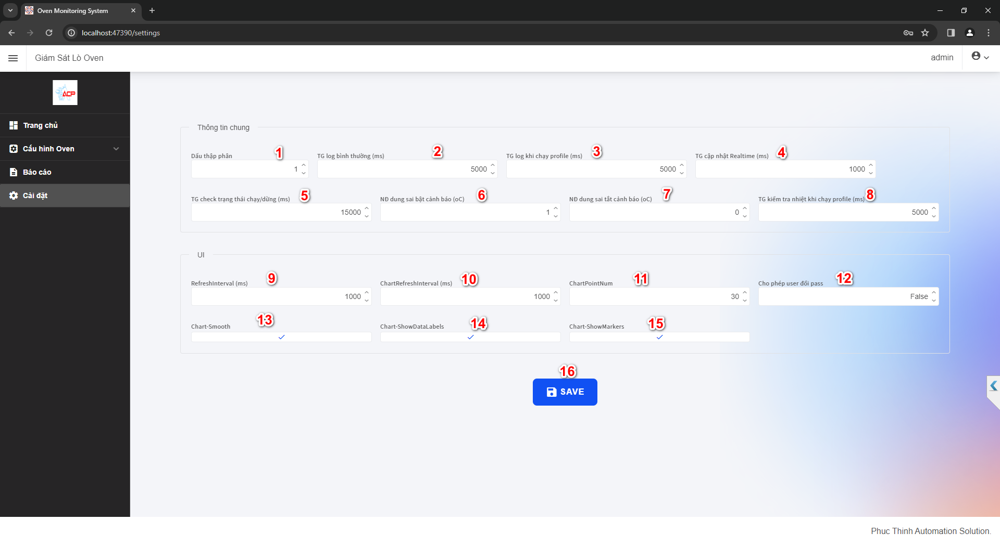 Oven Monitoring System
localhost:47390/settings
Giám Sát Lò Oven
admin
ACP
Trang chủ
Cấu hình Oven
Báo cáo
Cài đặt
Thông tin chung
Dấu thập phân
1
TG log bình thường (ms)
2
TG log khi chạy profile (ms)
3
TG cập nhật Realtime (ms)
4
1
5000
5000
1000
TG check trạng thái chạy/dừng (ms)
5
NĐ dung sai bật cảnh báo (oC)
6
NĐ dung sai tắt cảnh báo (oC)
7
TG kiểm tra nhiệt khi chạy profile (ms)
8
15000
1
0
5000
UI
RefreshInterval (ms)
9
ChartRefreshInterval (ms)
10
ChartPointNum
11
Cho phép user đổi pass
12
1000
1000
30
False
Chart-Smooth
13
Chart-ShowDataLabels
14
Chart-ShowMarkers
15
16
SAVE
Phuc Thinh Automation Solution.